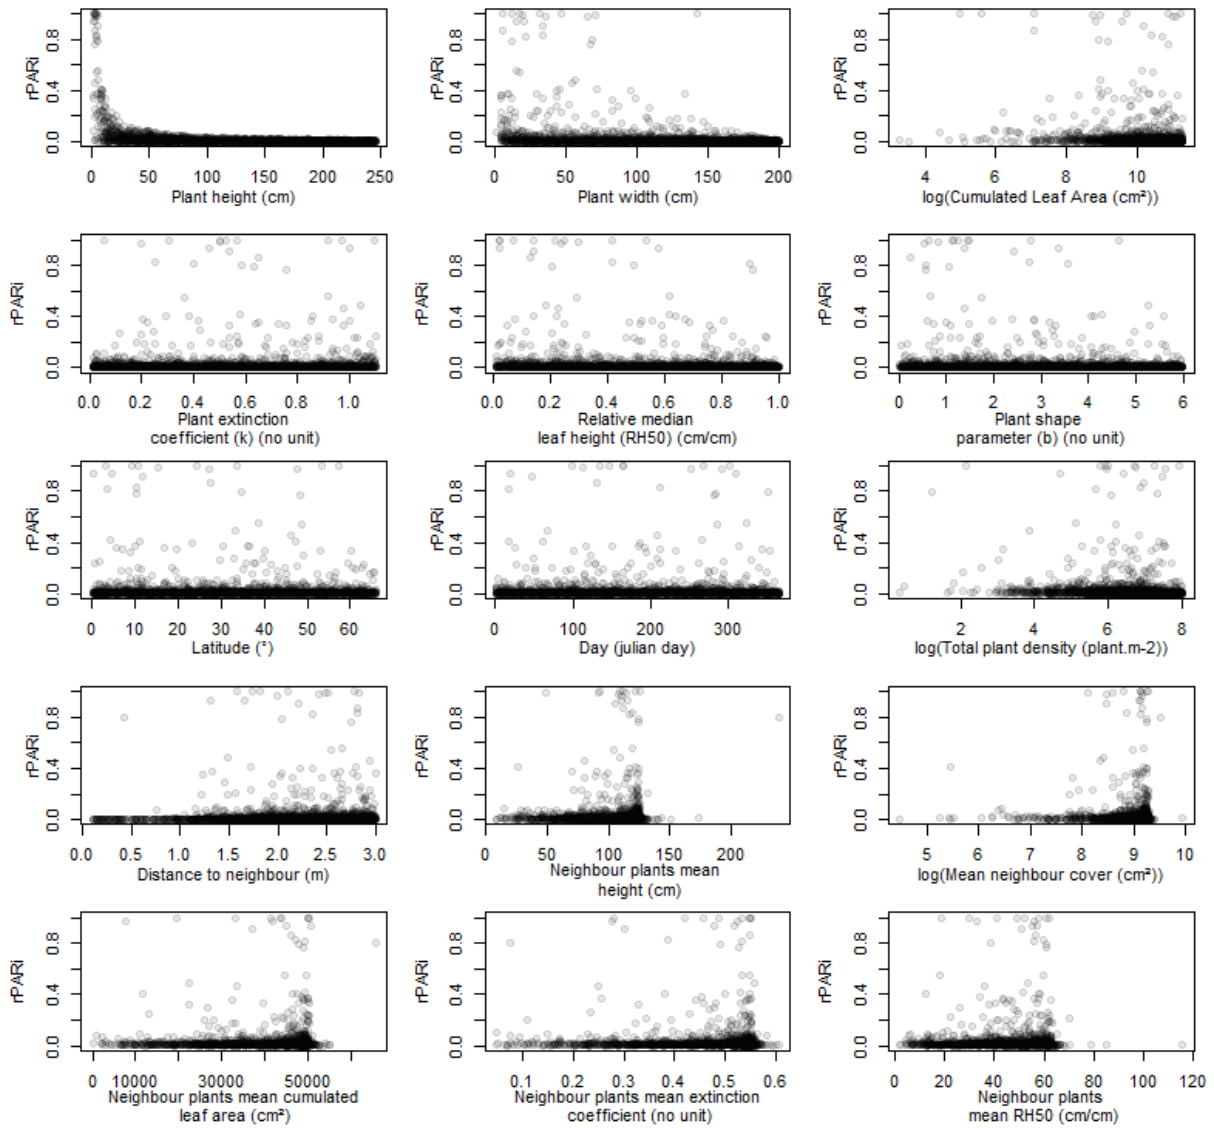 rPARi
0.0 0.4 0.8
0 50 100 150 200 250
Plant height (cm)
rPARi
0.0 0.4 0.8
0 50 100 150 200
Plant width (cm)
rPARi
0.0 0.4 0.8
4 6 8 10
log(Cumulated Leaf Area (cm²))
rPARi
0.0 0.4 0.8
0.0 0.2 0.4 0.6 0.8 1.0
Plant extinction
coefficient (k) (no unit)
rPARi
0.0 0.4 0.8
0.0 0.2 0.4 0.6 0.8 1.0
Relative median
leaf height (RH50) (cm/cm)
rPARi
0.0 0.4 0.8
0 1 2 3 4 5 6
Plant shape
parameter (b) (no unit)
rPARi
0.0 0.4 0.8
0 10 20 30 40 50 60
Latitude (°)
rPARi
0.0 0.4 0.8
0 100 200 300
Day (julian day)
rPARi
0.0 0.4 0.8
2 4 6 8
log(Total plant density (plant.m-2))
rPARi
0.0 0.4 0.8
0.0 0.5 1.0 1.5 2.0 2.5 3.0
Distance to neighbour (m)
rPARi
0.0 0.4 0.8
0 50 100 200
Neighbour plants mean
height (cm)
rPARi
0.0 0.4 0.8
5 6 7 8 9 10
log(Mean neighbour cover (cm²))
rPARi
0.0 0.4 0.8
0 10000 30000 50000
Neighbour plants mean cumulated
leaf area (cm²)
rPARi
0.0 0.4 0.8
0.1 0.2 0.3 0.4 0.5 0.6
Neighbour plants mean extinction
coefficient (no unit)
rPARi
0.0 0.4 0.8
0 20 40 60 80 100 120
Neighbour plants
mean RH50 (cm/cm)